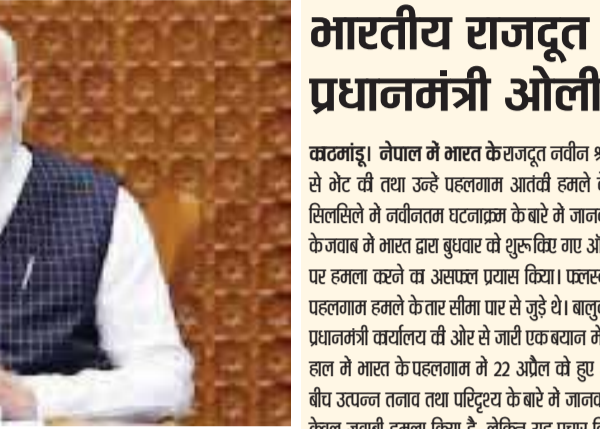 भारतीय राजदूत
प्रधानमंत्री ओली
काठमांडू। नेपाल में भारत के राजदूत नवीन
से भेंट की तथा उन्हें पहलगाम आतंकी हमले
सिलसिले में नवीनतम घटनाक्रम के बारे में
के जवाब में भारत द्वारा बुधवार को शुरू किए गए
पर हमला करने का असफल प्रयास किया।
पहलगाम हमले के तार सीमा पार से जुड़े थे।
प्रधानमंत्री कार्यालय की ओर से जारी एक बयान में
हाल में भारत के पहलगाम में 22 अप्रैल को हुए
बीच उत्पन्न तनाव तथा परिदृश्य के बारे में